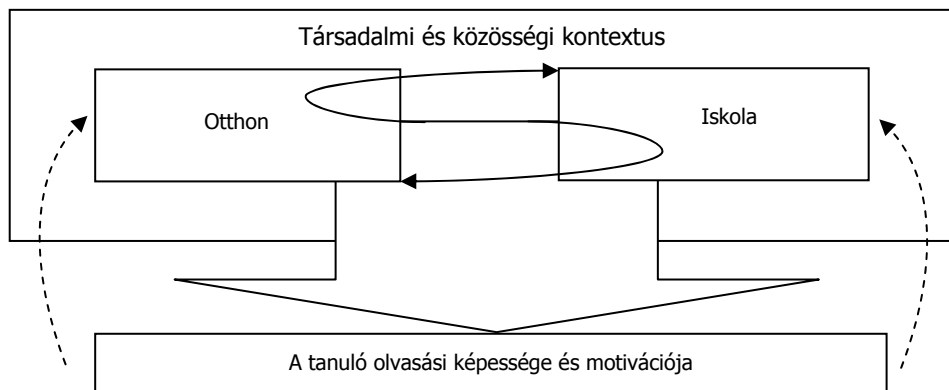 Társadalmi és közösségi kontextus
Otthon
Iskola
A tanuló olvasási képessége és motivációja